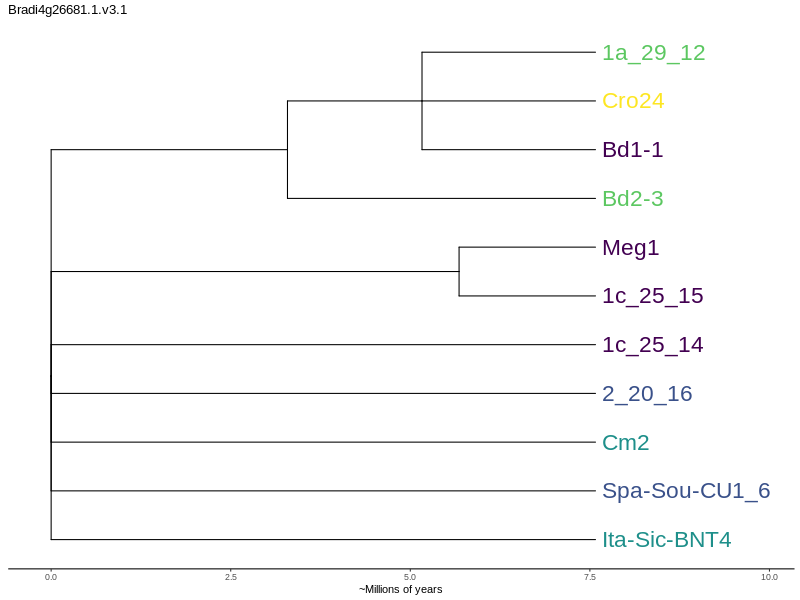 Bradi4g26681.1.v3.1
1a_29_12
Cro24
Bd1-1
Bd2-3
Meg1
1c_25_15
1c_25_14
2_20_16
Cm2
Spa-Sou-CU1_6
Ita-Sic-BNT4
0.0 2.5 5.0 7.5 10.0
~Millions of years